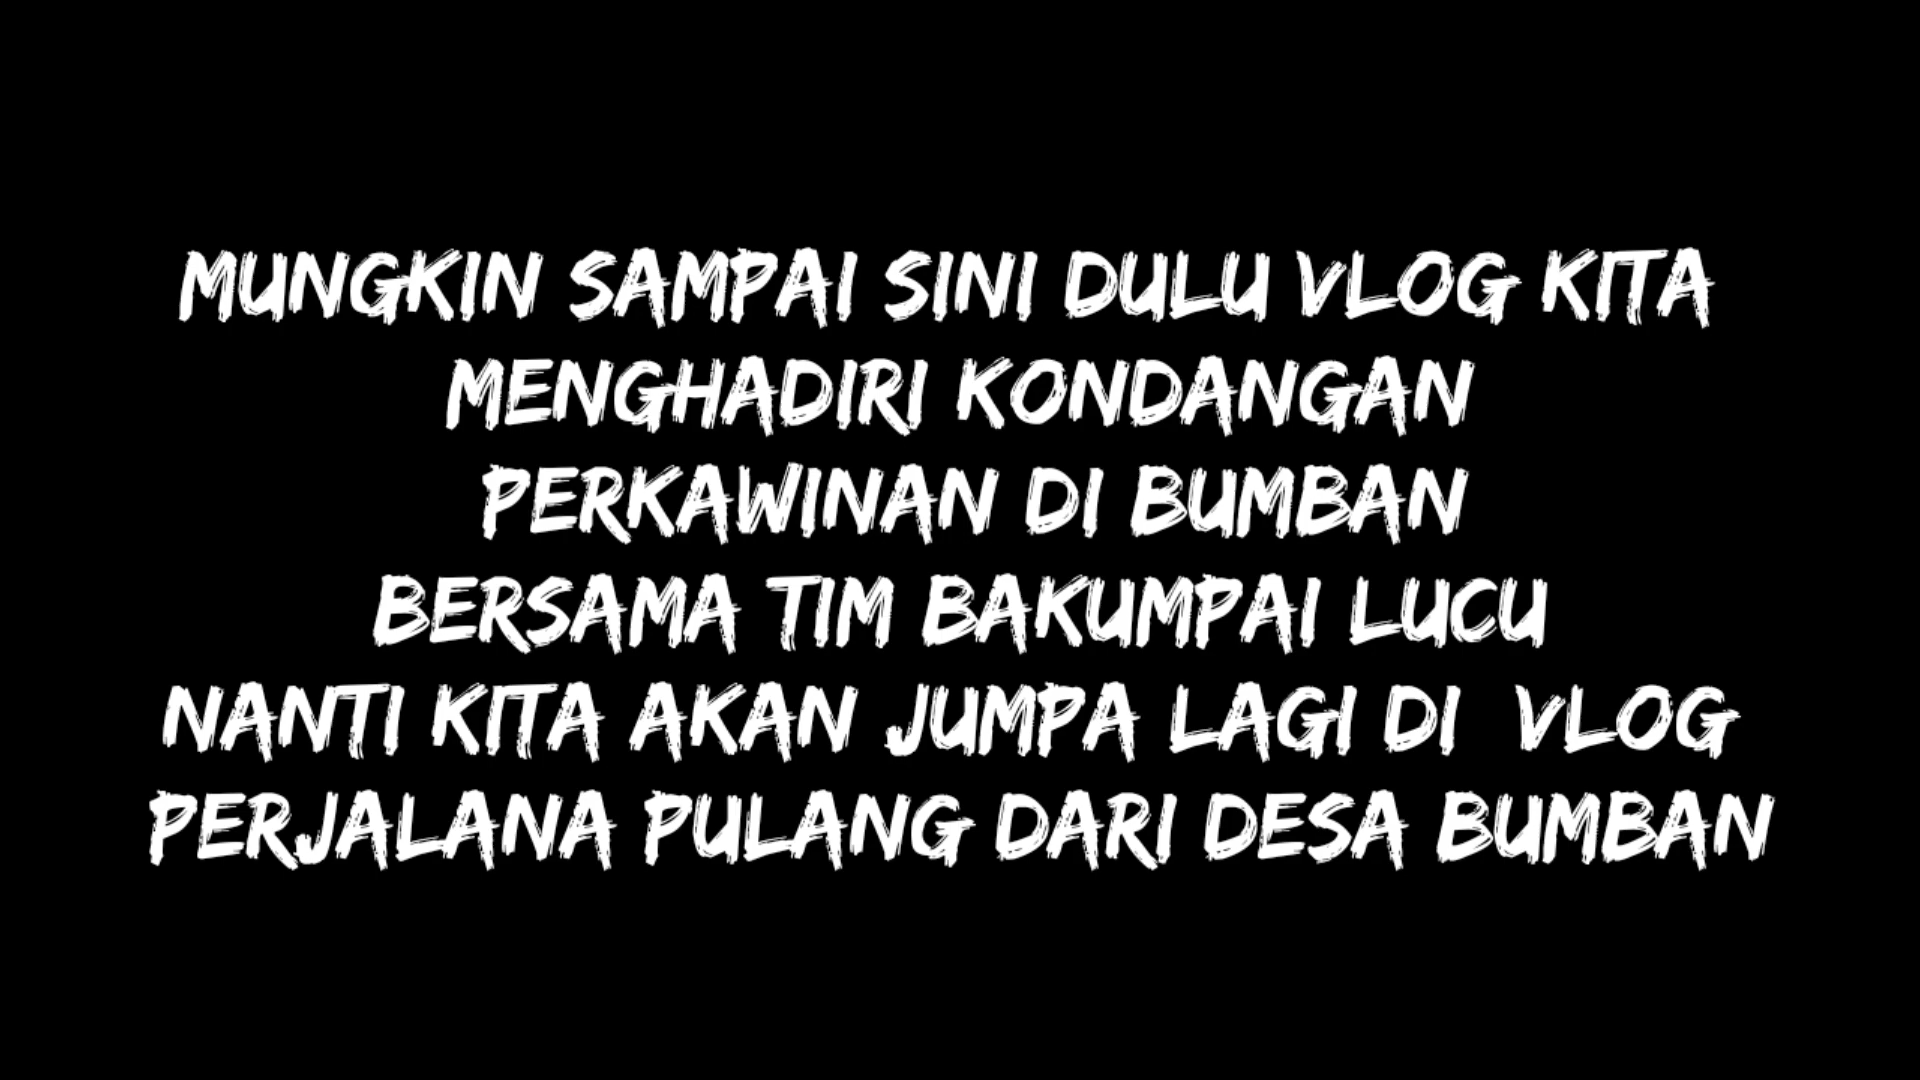 MUNGKIN SAMPAI SINI DULU VLOG KITA
MENGHADIRI KONDANGAN
PERKAWINAN DI BUMBAN
BERSAMA TIM BAKUMPAI LUCU
NANTI KITA AKAN JUMPA LAGI DI VLOG
PERJALANA PULANG DARI DESA BUMBAN